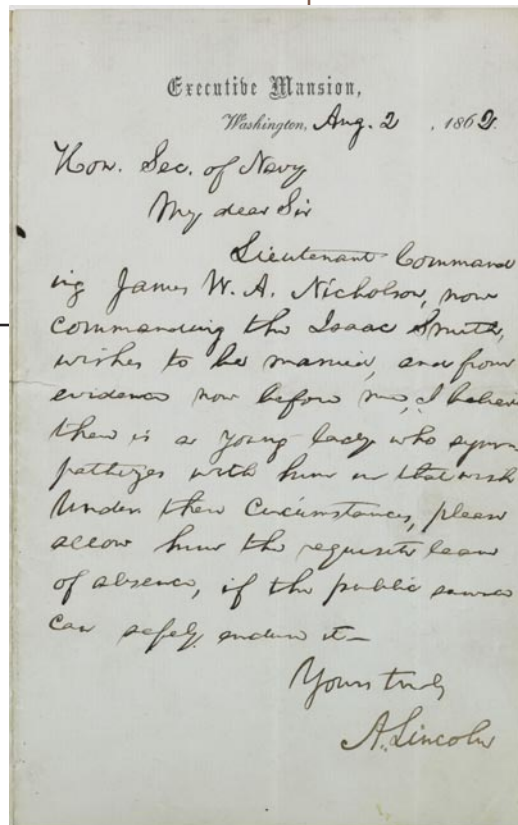 Executive Mansion,
Washington, Aug. 2, 1862.
Hon. Sec. of Navy
My dear Sir
Lieutenant Command
ing James W. A. Nicholson, now
commanding the Isaac Smith,
wishes to be married, and from
evidence now before me, I believe
there is a young lady who sym-
pathizes with him in that wish
Under these circumstances, please
allow him the requisite leave
of absence, if the public service
can safely endure it—
Yours truly
A. Lincoln